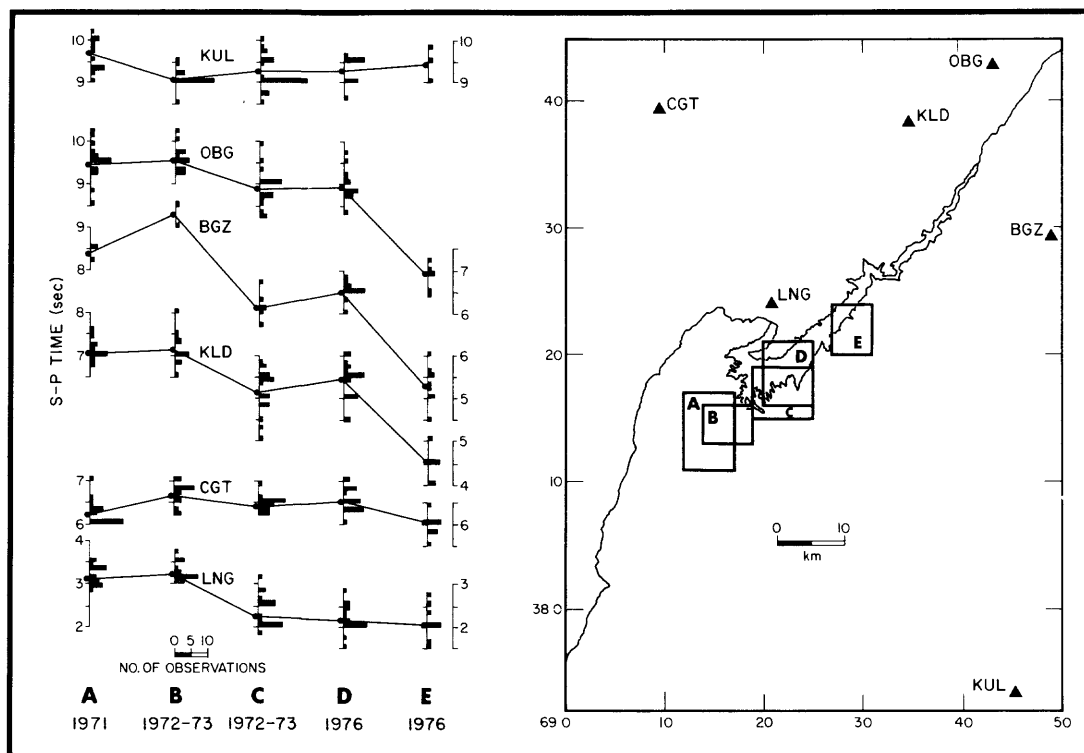 10
9
KUL
10
9
10
9
OBG
9
8
BGZ
7
6
8
7
KLD
6
5
5
4
7
6
CGT
6
4
3
2
LNG
3
2
S-P TIME (sec)
0 5 10
NO. OF OBSERVATIONS
A B C D E
1971 1972-73 1972-73 1976 1976
OBG
40
CGT
KLD
30
BGZ
LNG
20
D
E
A
B
C
10
0 10
km
38 0
KUL
69 0 10 20 30 40 50